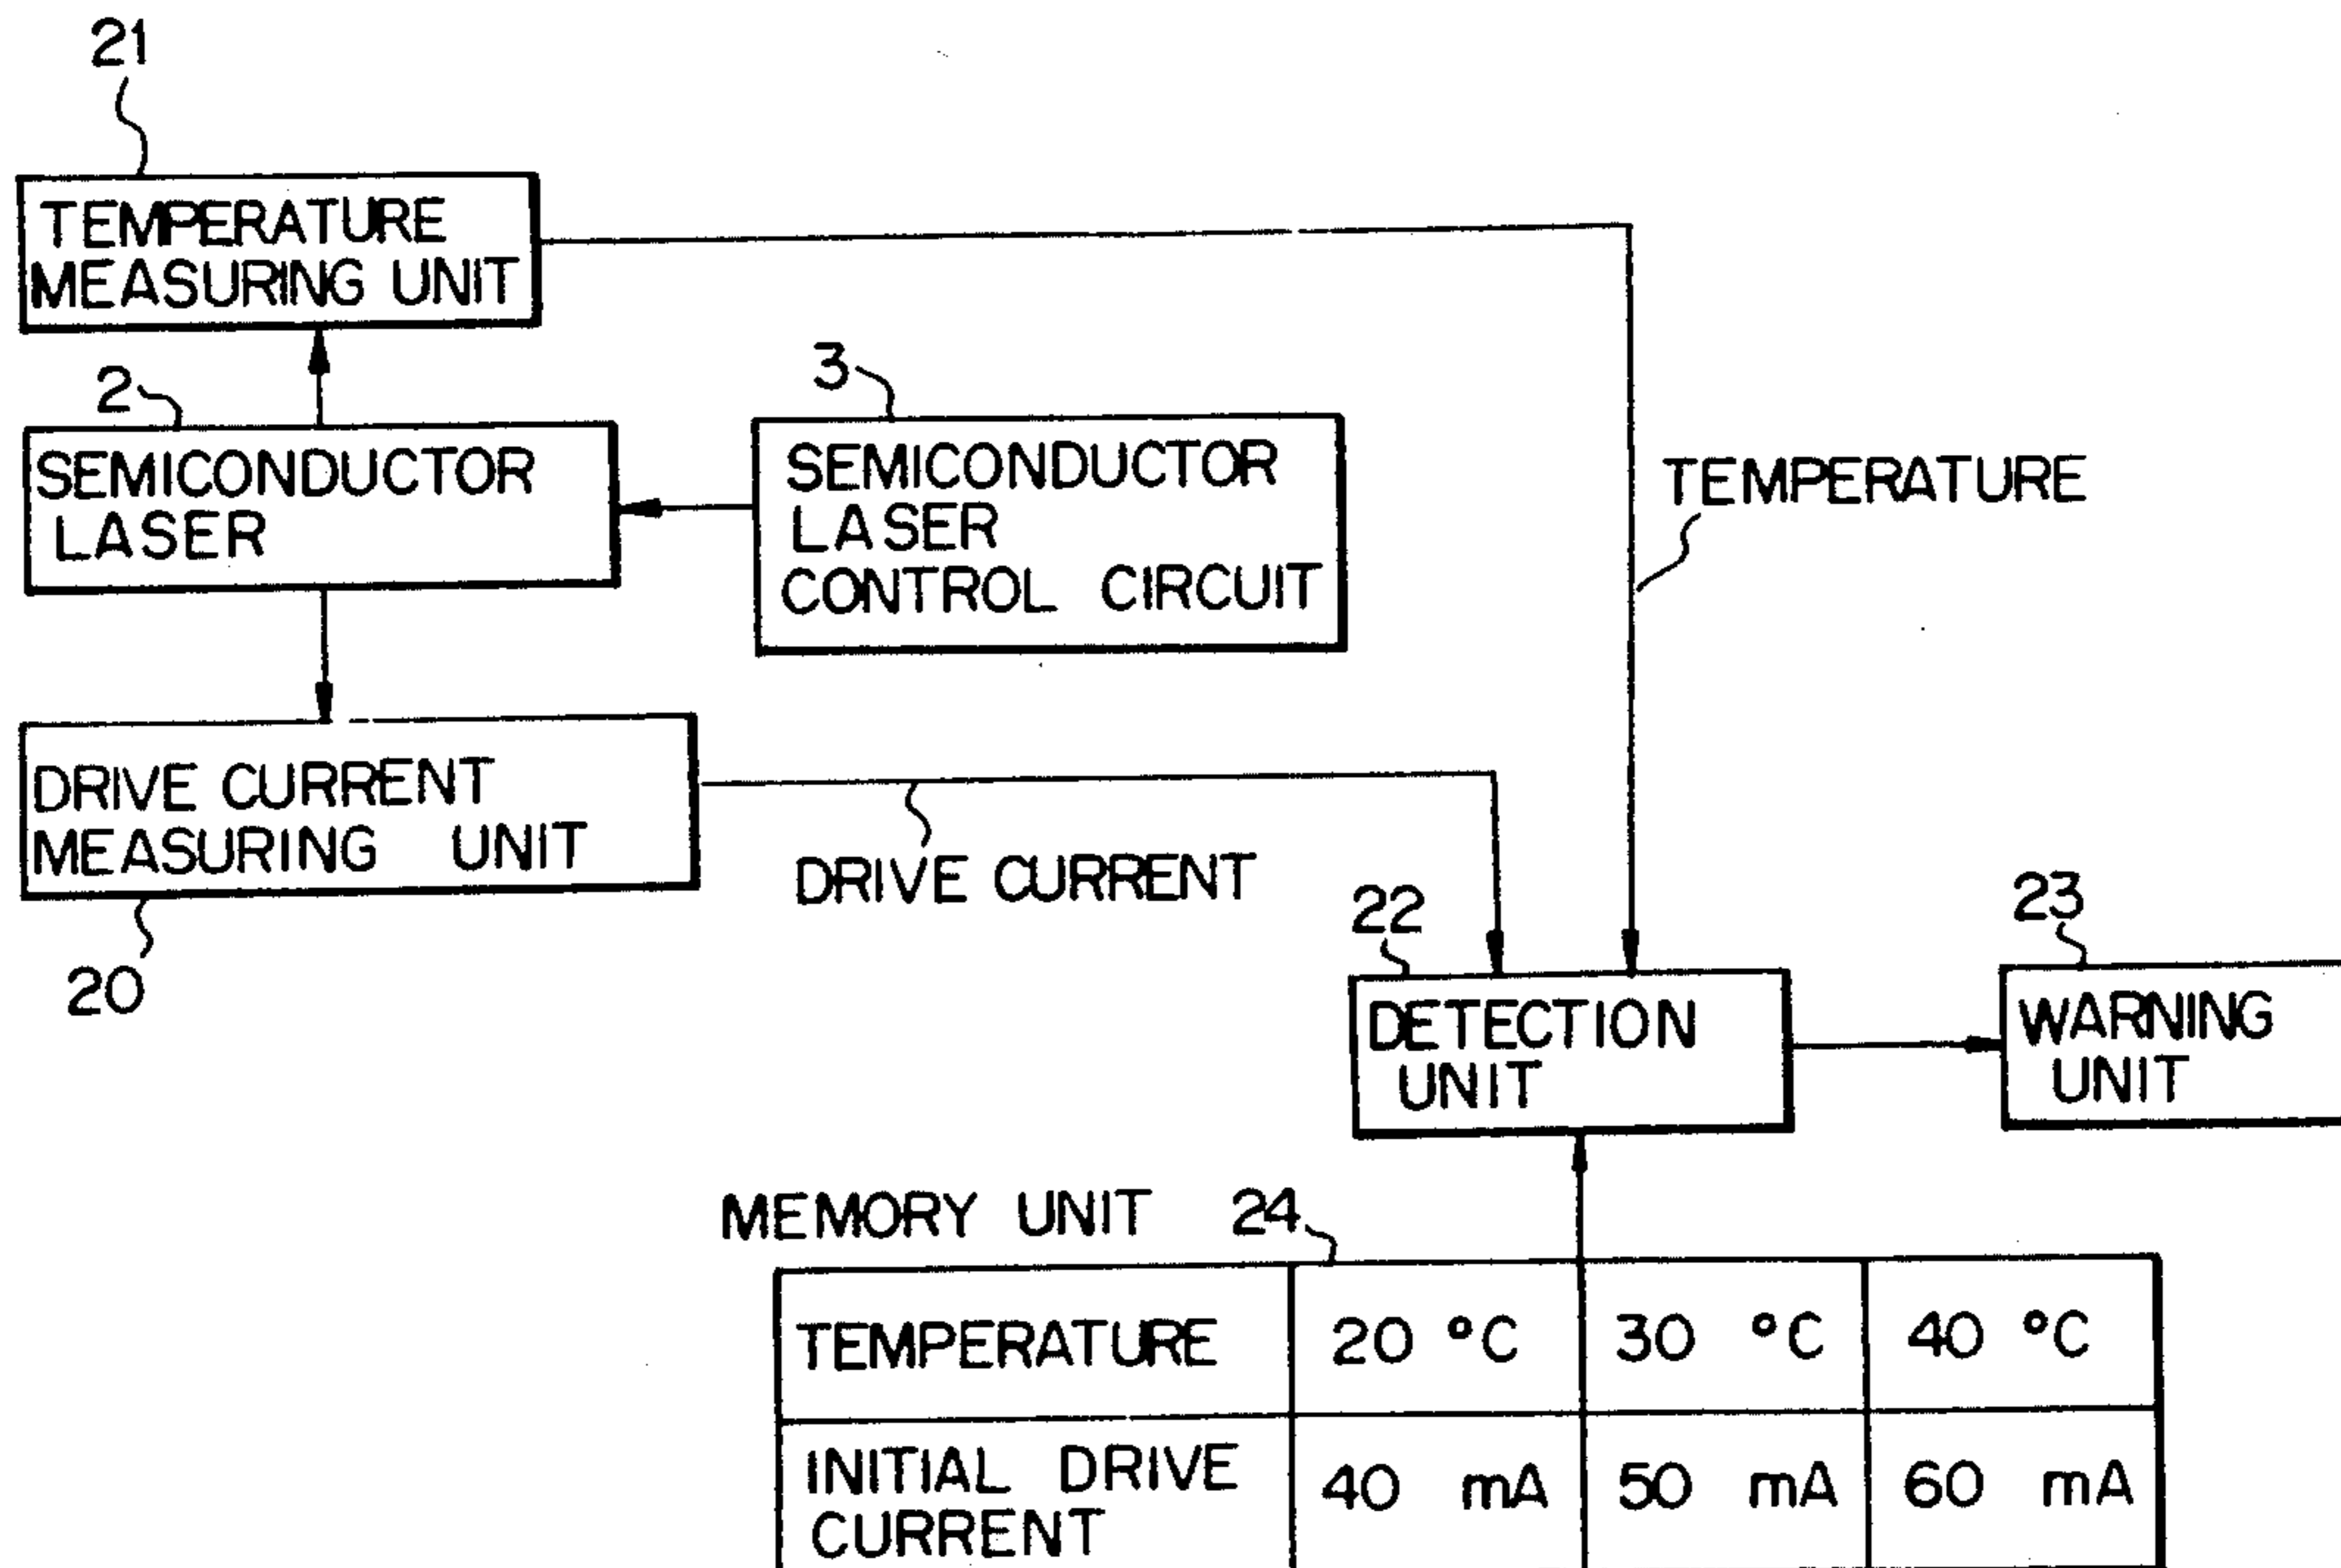 21
TEMPERATURE
MEASURING UNIT
2
SEMICONDUCTOR
LASER
3
SEMICONDUCTOR
LASER
CONTROL CIRCUIT
TEMPERATURE
DRIVE CURRENT
MEASURING UNIT
20
DRIVE CURRENT
22
DETECTION
UNIT
23
WARNING
UNIT
MEMORY UNIT 24
TEMPERATURE 20 °C 30 °C 40 °C
INITIAL DRIVE
CURRENT 40 mA 50 mA 60 mA